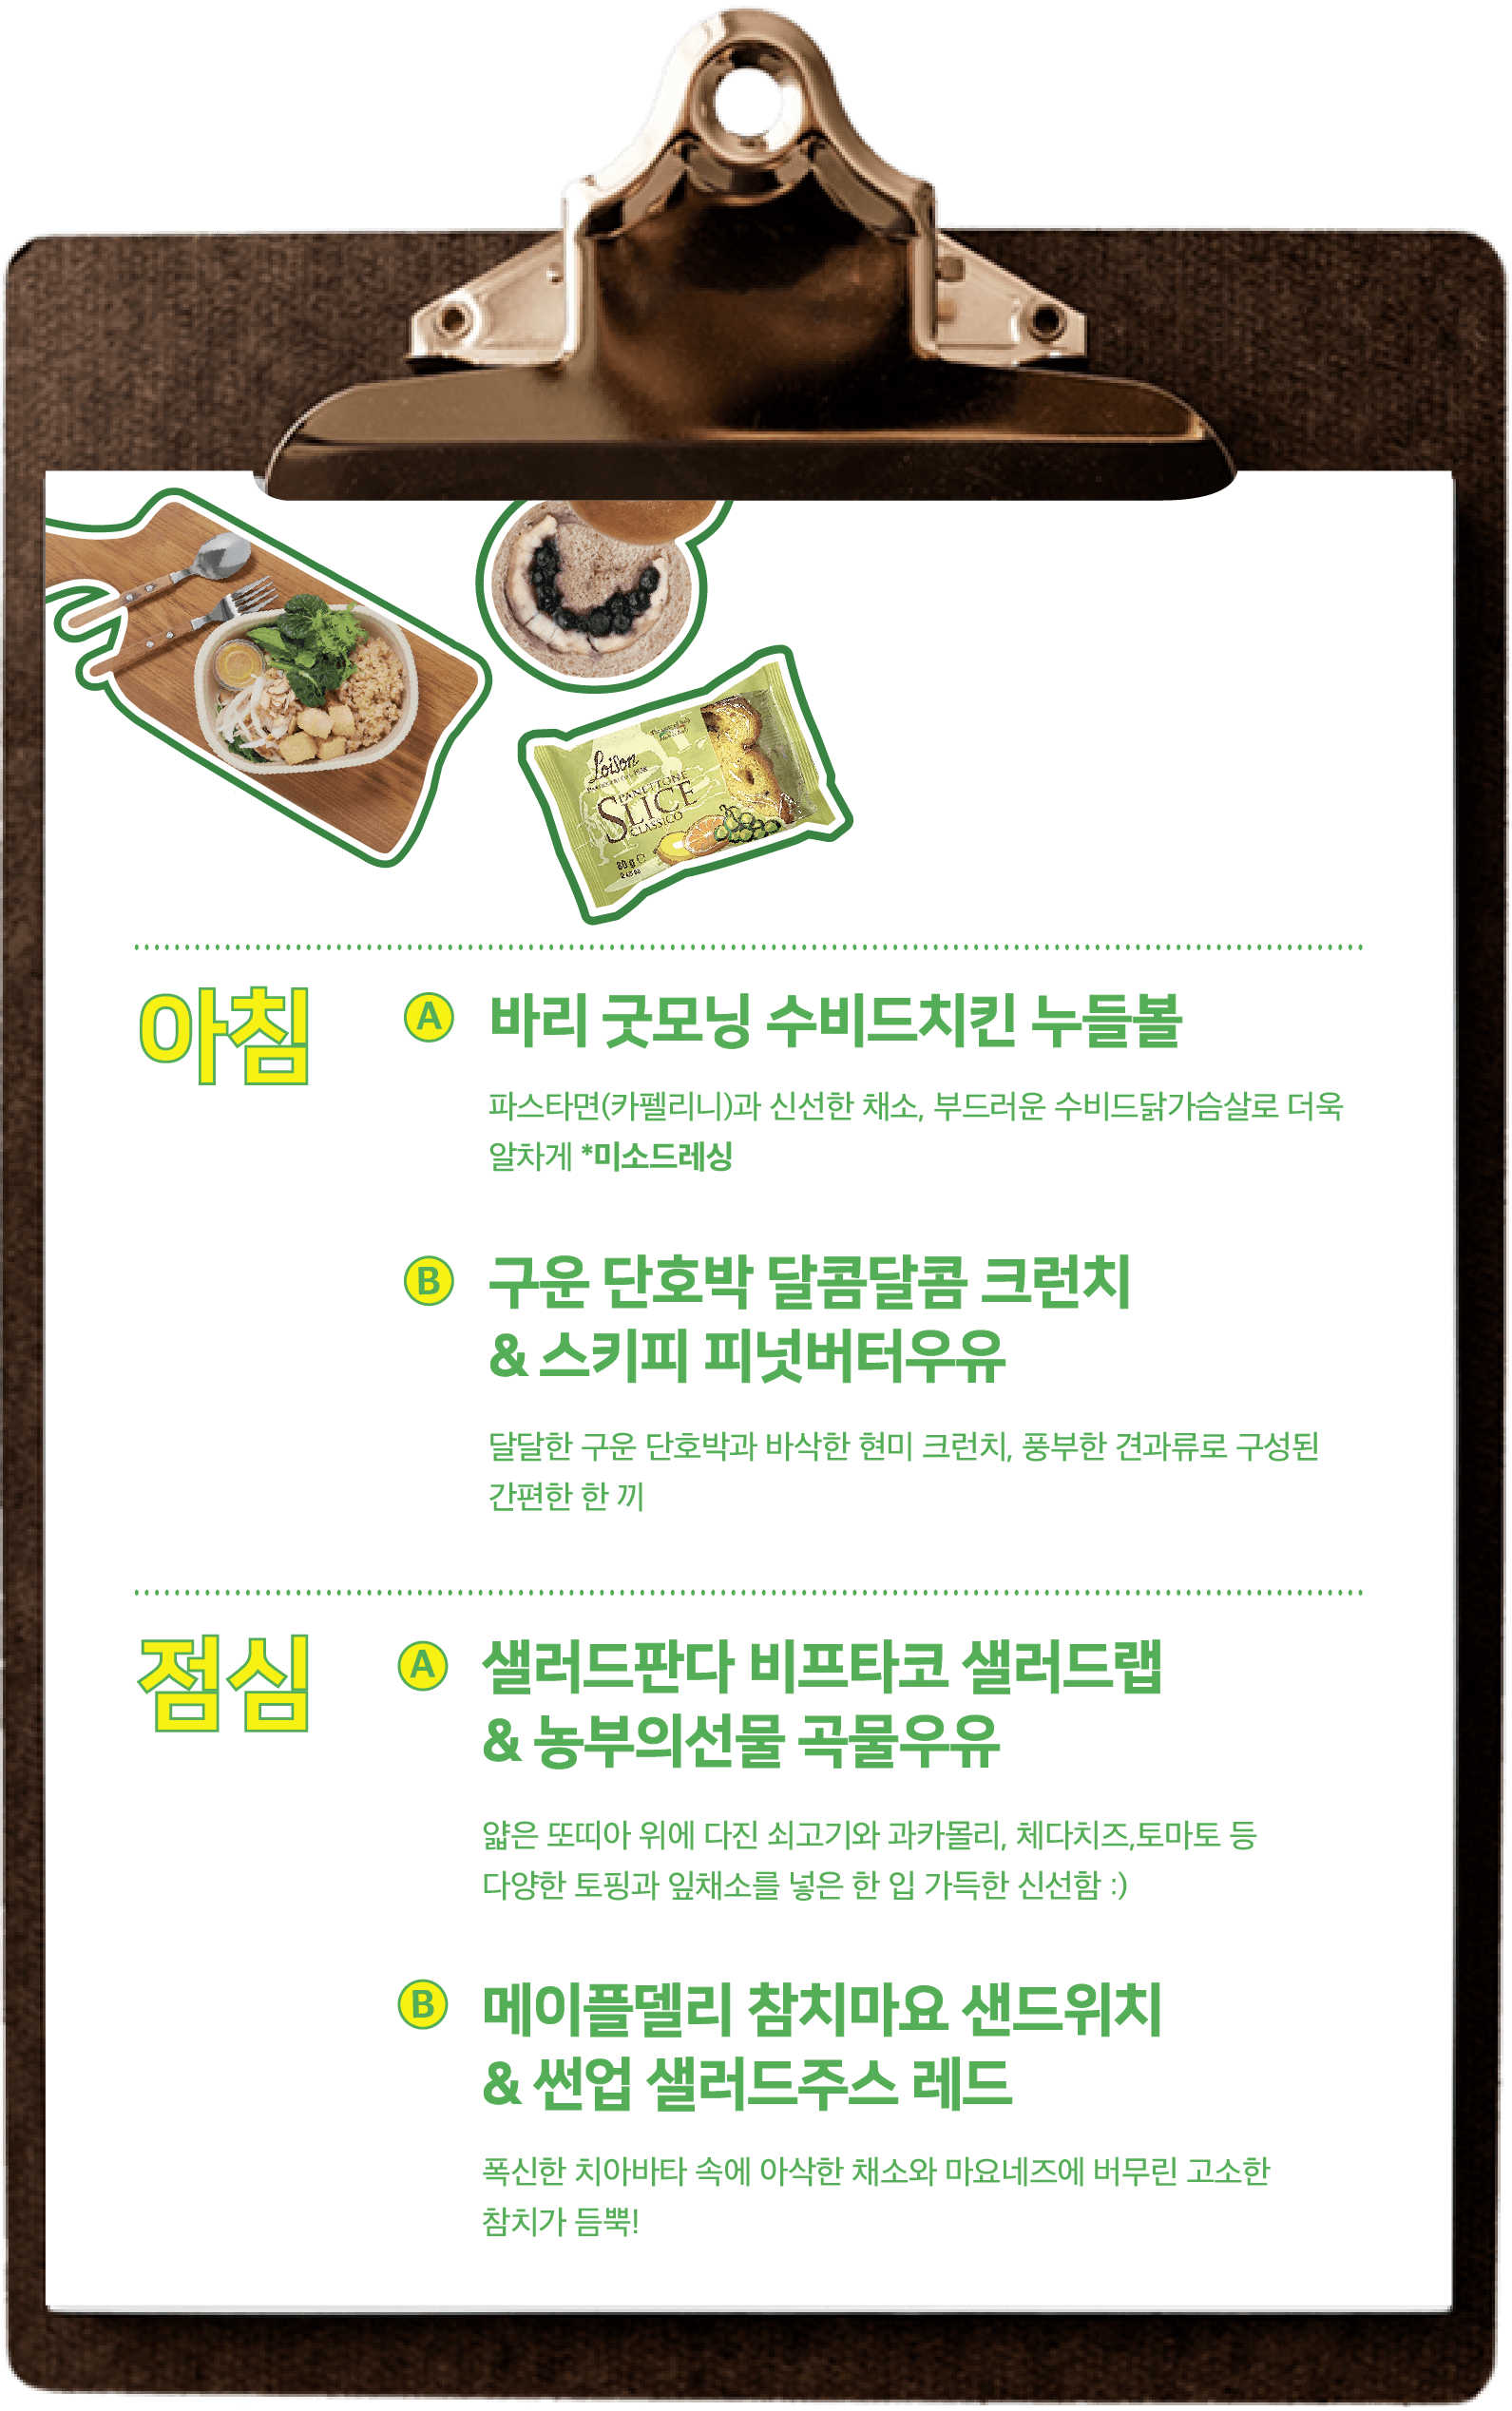 Loison
PANETTONE
SLICE
CLASSICO
80 g e
아침
A 바리 굿모닝 수비드치킨 누들볼
파스타면(카펠리니)과 신선한 채소, 부드러운 수비드닭가슴살로 더욱
알차게 *미소드레싱
B 구운 단호박 달콤달콤 크런치
& 스키피 피넛버터우유
달달한 구운 단호박과 바삭한 현미 크런치, 풍부한 견과류로 구성된
간편한 한 끼
점심
A 샐러드판다 비프타코 샐러드랩
& 농부의선물 곡물우유
얇은 또띠아 위에 다진 쇠고기와 과카몰리, 체다치즈,토마토 등
다양한 토핑과 잎채소를 넣은 한 입 가득한 신선함 :)
B 메이플델리 참치마요 샌드위치
& 썬업 샐러드주스 레드
폭신한 치아바타 속에 아삭한 채소와 마요네즈에 버무린 고소한
참치가 듬뿍!